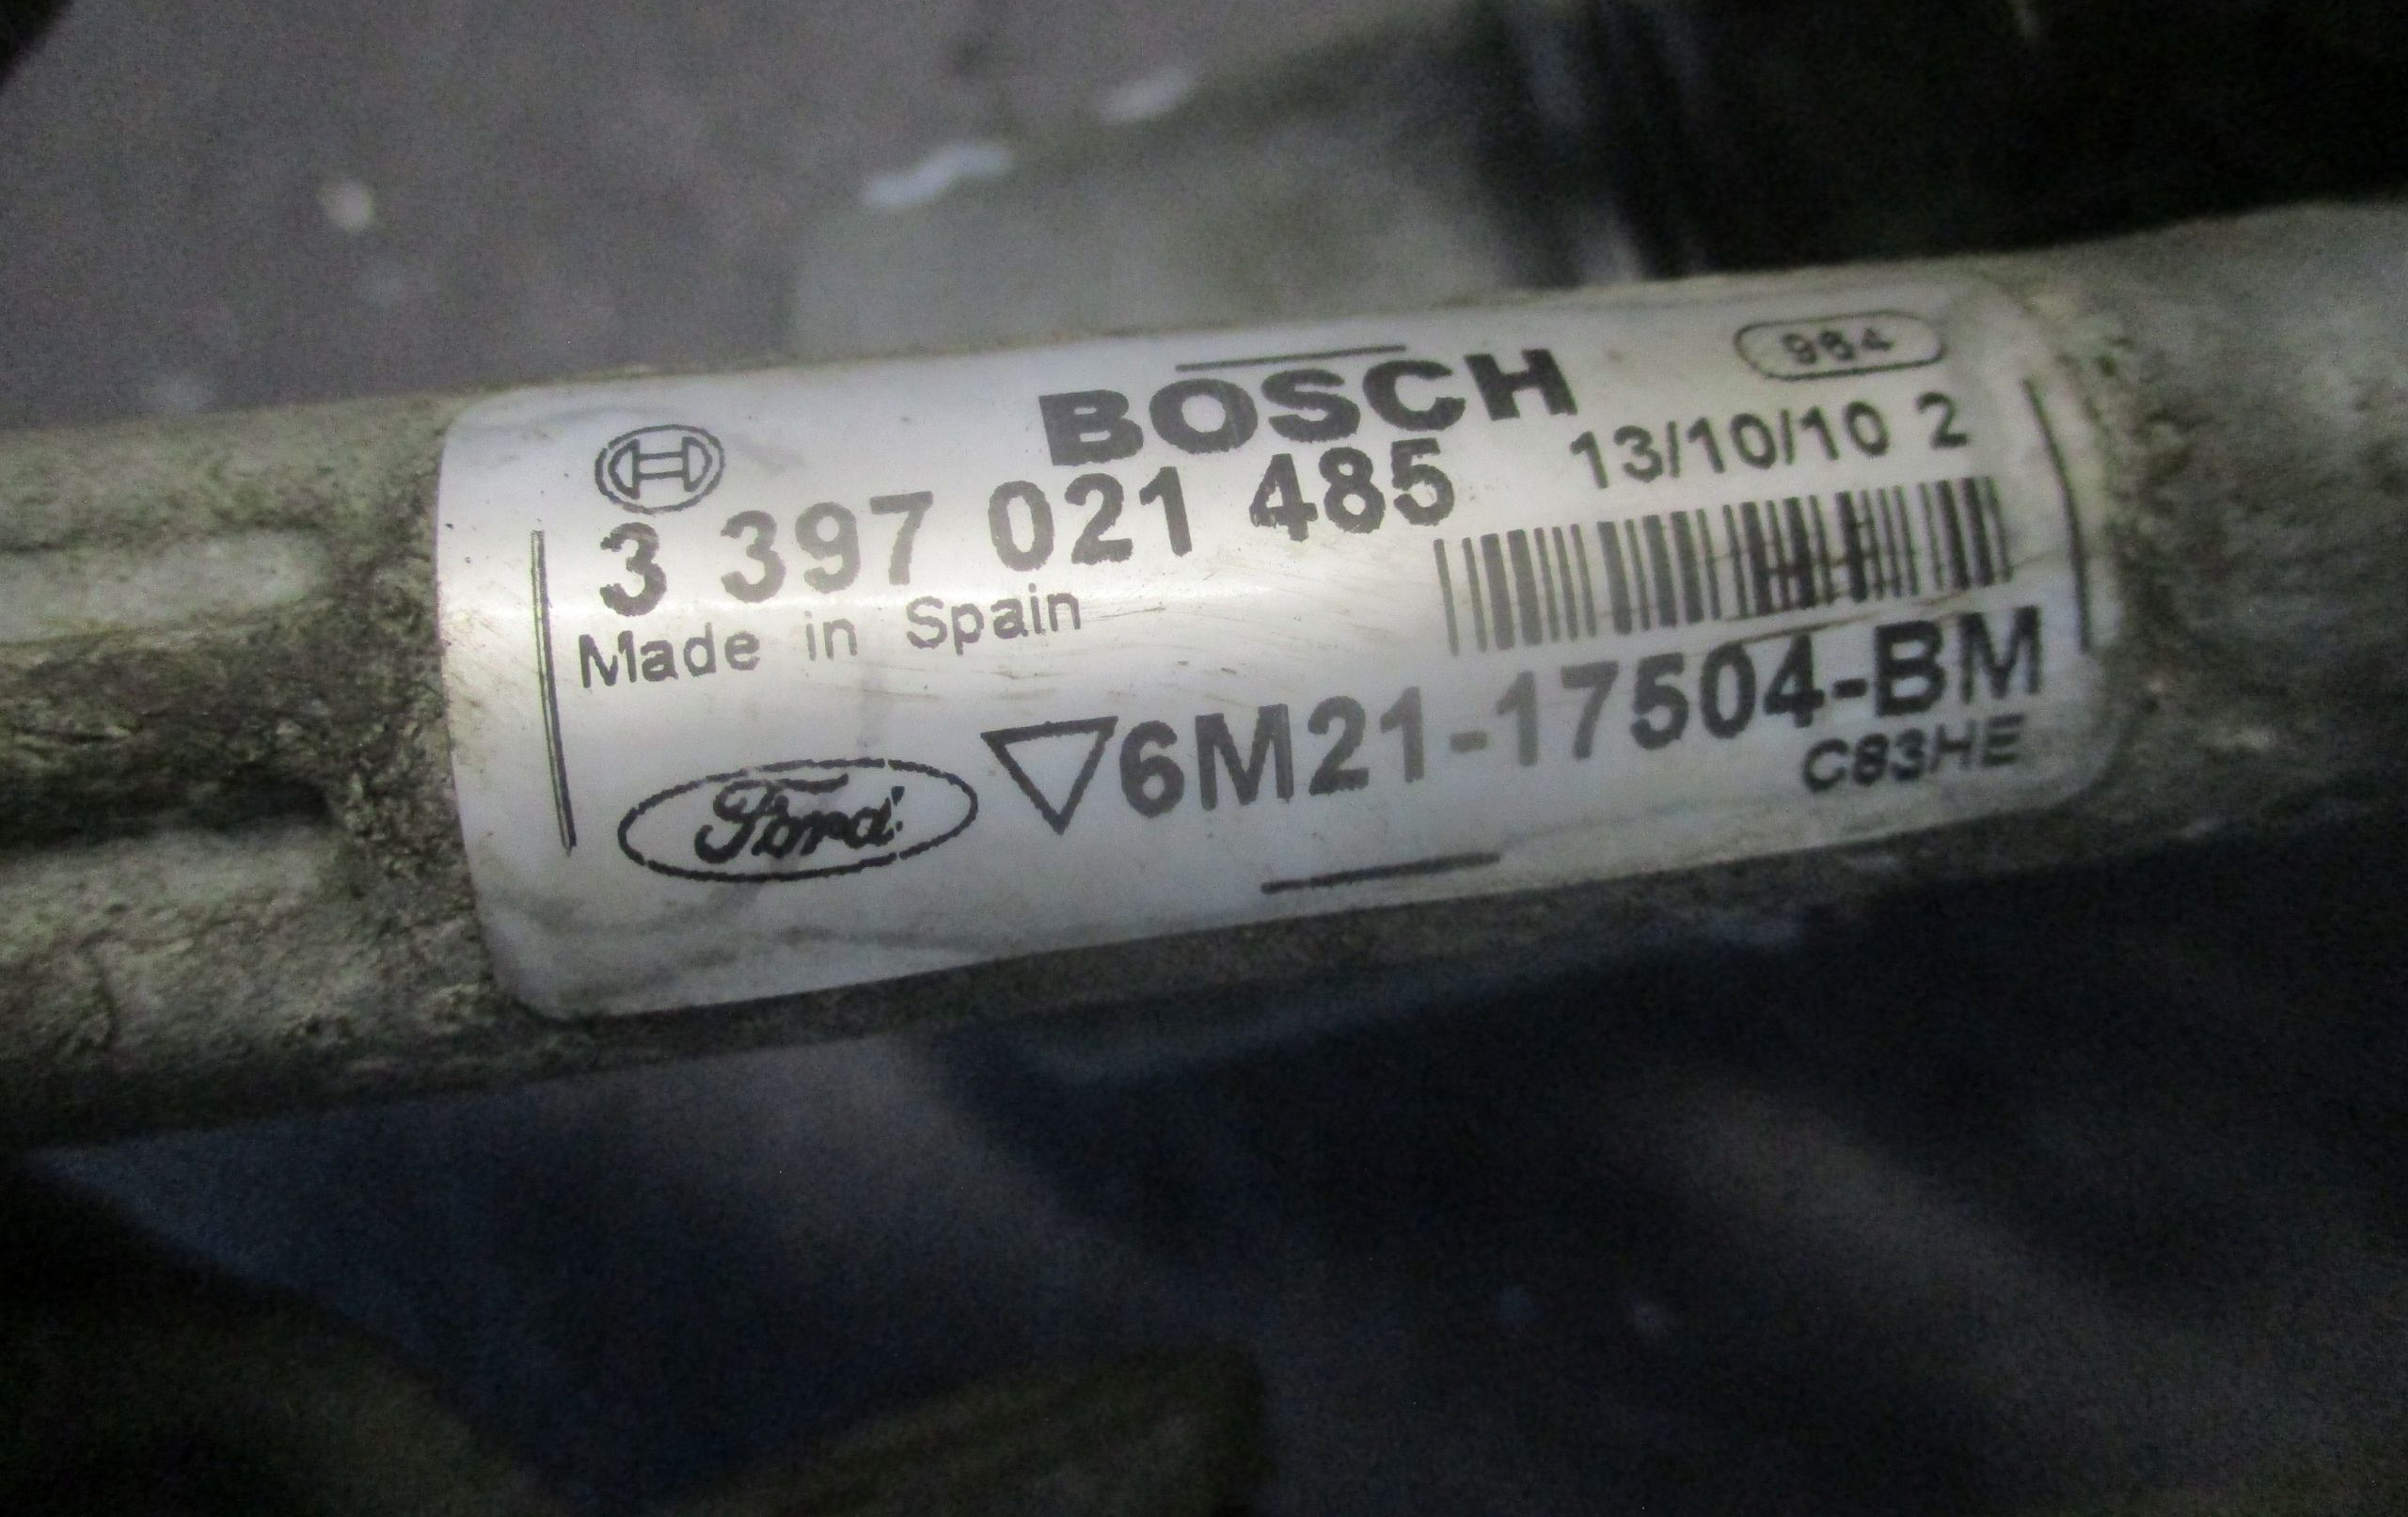 BOSCH
984
3 397 021 485
13/10/10 2
Made in Spain
Ford
6M21-17504-BM
C83HE